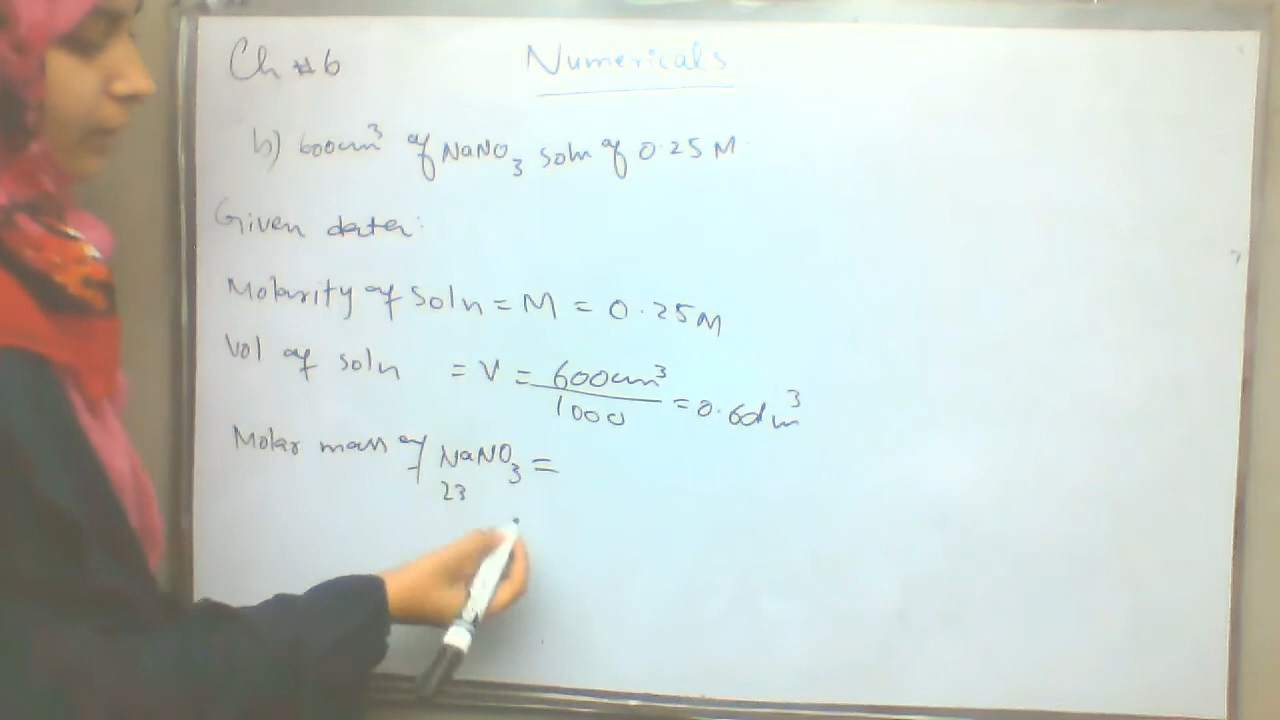 Ch #6 Numericals
b) 600cm³ of NaNO₃ soln of 0.25 M
Given data:
Molarity of Soln = M = 0.25M
Vol of soln = V = 600cm³/1000 = 0.6dm³
Molar mass of NaNO₃ =
23